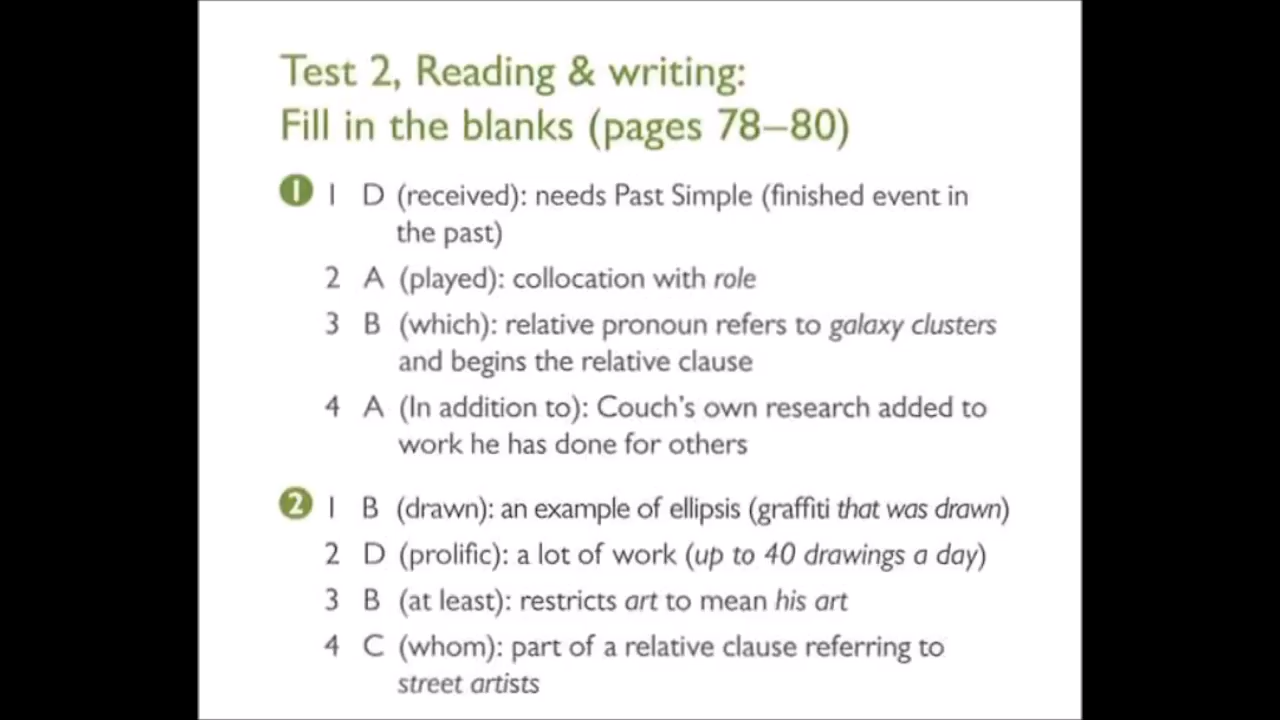 Test 2, Reading & writing:
Fill in the blanks (pages 78–80)
1 1 D (received): needs Past Simple (finished event in
the past)
2 A (played): collocation with role
3 B (which): relative pronoun refers to galaxy clusters
and begins the relative clause
4 A (In addition to): Couch's own research added to
work he has done for others
2 1 B (drawn): an example of ellipsis (graffiti that was drawn)
2 D (prolific): a lot of work (up to 40 drawings a day)
3 B (at least): restricts art to mean his art
4 C (whom): part of a relative clause referring to
street artists